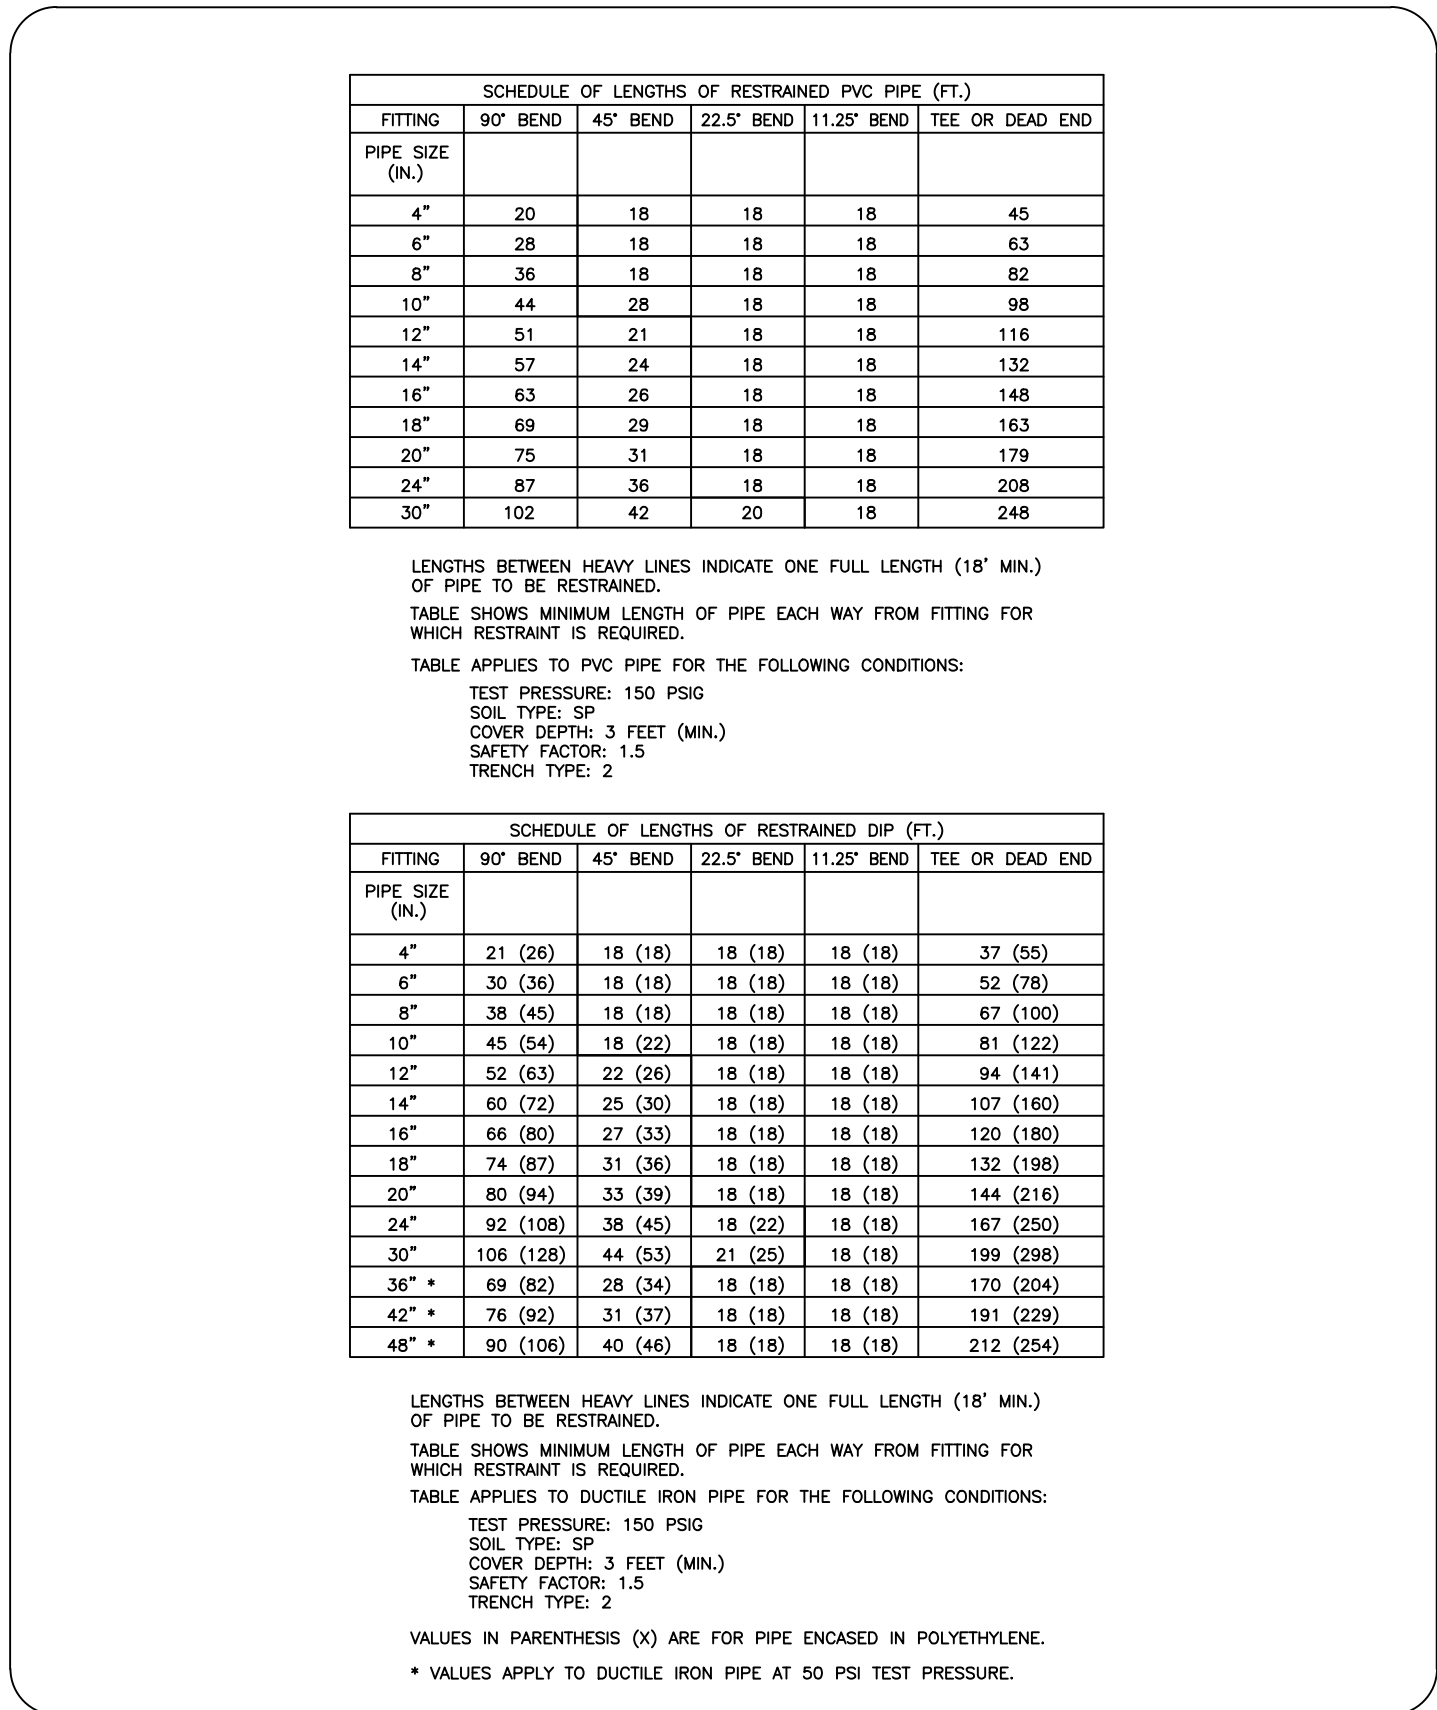 SCHEDULE OF LENGTHS OF RESTRAINED PVC PIPE (FT.)
FITTING 90° BEND 45° BEND 22.5° BEND 11.25° BEND TEE OR DEAD END
PIPE SIZE
(IN.)
4" 20 18 18 18 45
6" 28 18 18 18 63
8" 36 18 18 18 82
10" 44 28 18 18 98
12" 51 21 18 18 116
14" 57 24 18 18 132
16" 63 26 18 18 148
18" 69 29 18 18 163
20" 75 31 18 18 179
24" 87 36 18 18 208
30" 102 42 20 18 248
LENGTHS BETWEEN HEAVY LINES INDICATE ONE FULL LENGTH (18' MIN.)
OF PIPE TO BE RESTRAINED.
TABLE SHOWS MINIMUM LENGTH OF PIPE EACH WAY FROM FITTING FOR
WHICH RESTRAINT IS REQUIRED.
TABLE APPLIES TO PVC PIPE FOR THE FOLLOWING CONDITIONS:
TEST PRESSURE: 150 PSIG
SOIL TYPE: SP
COVER DEPTH: 3 FEET (MIN.)
SAFETY FACTOR: 1.5
TRENCH TYPE: 2
SCHEDULE OF LENGTHS OF RESTRAINED DIP (FT.)
FITTING 90° BEND 45° BEND 22.5° BEND 11.25° BEND TEE OR DEAD END
PIPE SIZE
(IN.)
4" 21 (26) 18 (18) 18 (18) 18 (18) 37 (55)
6" 30 (36) 18 (18) 18 (18) 18 (18) 52 (78)
8" 38 (45) 18 (18) 18 (18) 18 (18) 67 (100)
10" 45 (54) 18 (22) 18 (18) 18 (18) 81 (122)
12" 52 (63) 22 (26) 18 (18) 18 (18) 94 (141)
14" 60 (72) 25 (30) 18 (18) 18 (18) 107 (160)
16" 66 (80) 27 (33) 18 (18) 18 (18) 120 (180)
18" 74 (87) 31 (36) 18 (18) 18 (18) 132 (198)
20" 80 (94) 33 (39) 18 (18) 18 (18) 144 (216)
24" 92 (108) 38 (45) 18 (22) 18 (18) 167 (250)
30" 106 (128) 44 (53) 21 (25) 18 (18) 199 (298)
36" * 69 (82) 28 (34) 18 (18) 18 (18) 170 (204)
42" * 76 (92) 31 (37) 18 (18) 18 (18) 191 (229)
48" * 90 (106) 40 (46) 18 (18) 18 (18) 212 (254)
LENGTHS BETWEEN HEAVY LINES INDICATE ONE FULL LENGTH (18' MIN.)
OF PIPE TO BE RESTRAINED.
TABLE SHOWS MINIMUM LENGTH OF PIPE EACH WAY FROM FITTING FOR
WHICH RESTRAINT IS REQUIRED.
TABLE APPLIES TO DUCTILE IRON PIPE FOR THE FOLLOWING CONDITIONS:
TEST PRESSURE: 150 PSIG
SOIL TYPE: SP
COVER DEPTH: 3 FEET (MIN.)
SAFETY FACTOR: 1.5
TRENCH TYPE: 2
VALUES IN PARENTHESIS (X) ARE FOR PIPE ENCASED IN POLYETHYLENE.
* VALUES APPLY TO DUCTILE IRON PIPE AT 50 PSI TEST PRESSURE.